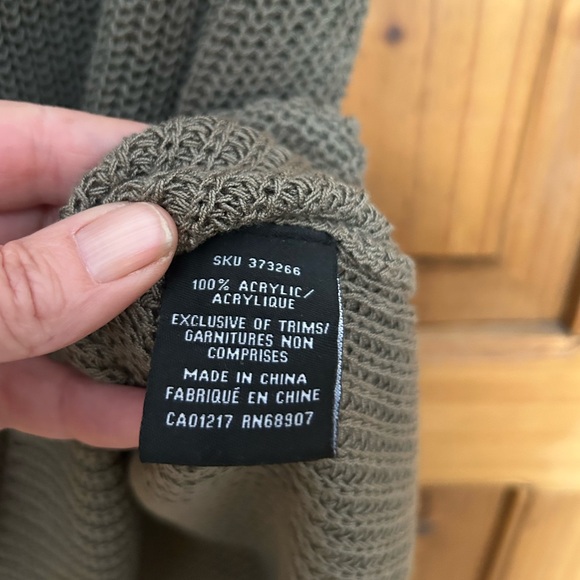 SKU 373266
100% ACRYLIC/
ACRYLIQUE
EXCLUSIVE OF TRIMS/
GARNITURES NON
COMPRISES
MADE IN CHINA
FABRIQUÉ EN CHINE
CA01217 RN68907